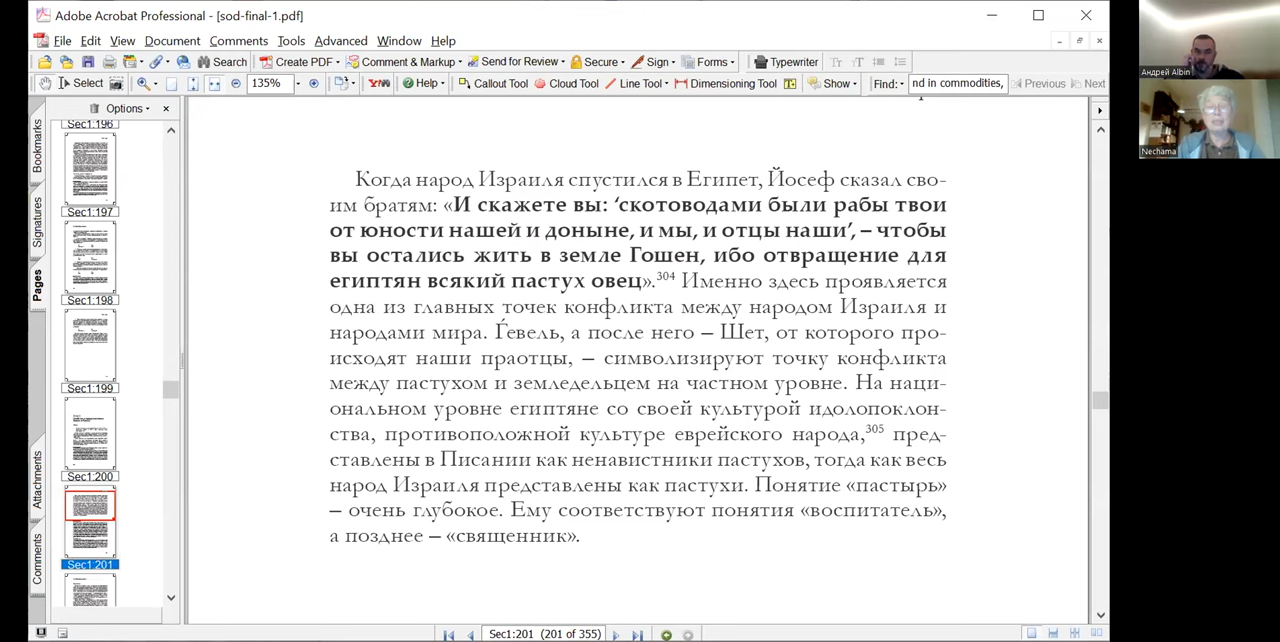 Adobe Acrobat Professional - [sod-final-1.pdf]
File Edit View Document Comments Tools Advanced Window Help
Search Create PDF Comment & Markup Send for Review Secure Sign Forms Typewriter
Select 135% Help Callout Tool Cloud Tool Line Tool Dimensioning Tool Show Find: nd in commodities, Previous Next
Options
Bookmarks
Signatures
Pages
Attachments
Comments
Sec1:196
Sec1:197
Sec1:198
Sec1:199
Sec1:200
Sec1:201
Когда народ Израиля спустился в Египет, Йосеф сказал сво-
им братям: «И скажете вы: ‘скотоводами были рабы твои
от юности нашей и доныне, и мы, и отцы наши’, – чтобы
вы остались жить в земле Гошен, ибо отвращение для
египтян всякий пастух овец».304 Именно здесь проявляется
одна из главных точек конфликта между народом Израиля и
народами мира. ѓвель, а после него – Шет, от которого про-
исходят наши праотцы, – символизируют точку конфликта
между пастухом и земледельцем на частном уровне. На наци-
ональном уровне египтяне со своей культурой идолопоклон-
ства, противоположной культуре еврейского народа,305 пред-
ставлены в Писании как ненавистники пастухов, тогда как весь
народ Израиля представлены как пастухи. Понятие «пастырь»
– очень глубокое. Ему соответствуют понятия «воспитатель»,
а позднее – «священник».
Sec1:201 (201 of 355)
Андрей Albin
Nechama